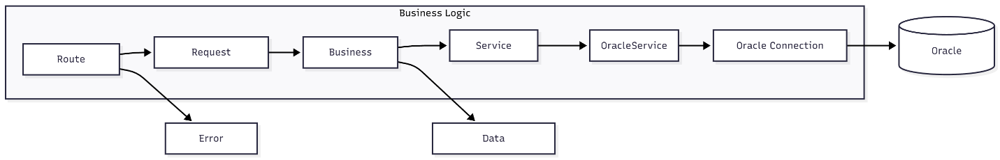 Business Logic
Route
Request
Business
Service
OracleService
Oracle Connection
Oracle
Error
Data